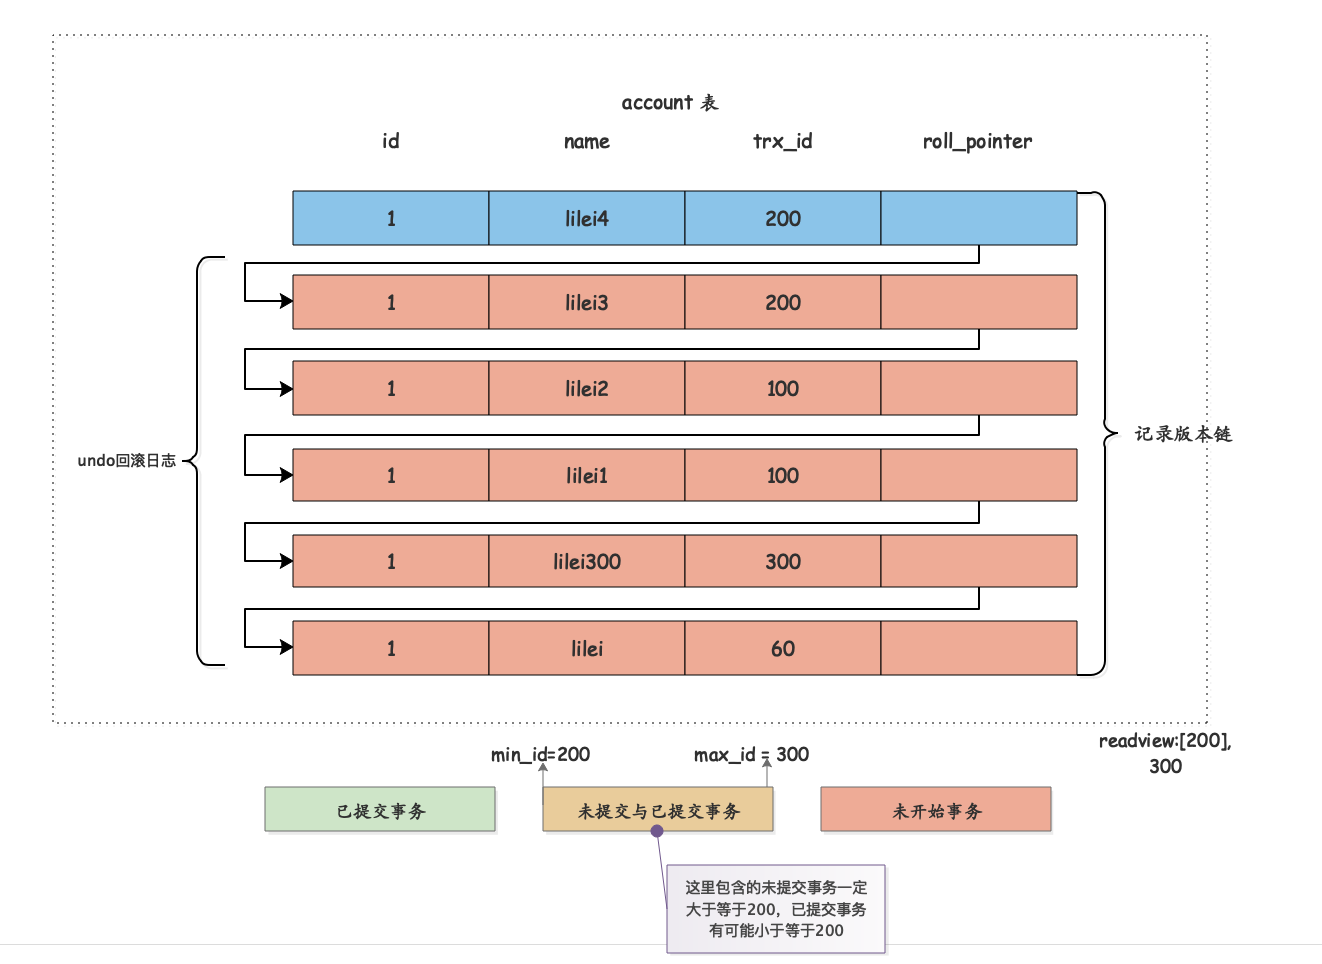 account 表
id name trx_id roll_pointer
1 lilei4 200
1 lilei3 200
1 lilei2 100
记录版本链
undo回滚日志
1 lilei1 100
1 lilei300 300
1 lilei 60
min_id=200 max_id = 300
readview:[200],
300
已提交事务 未提交与已提交事务 未开始事务
这里包含的未提交事务一定
大于等于200，已提交事务
有可能小于等于200